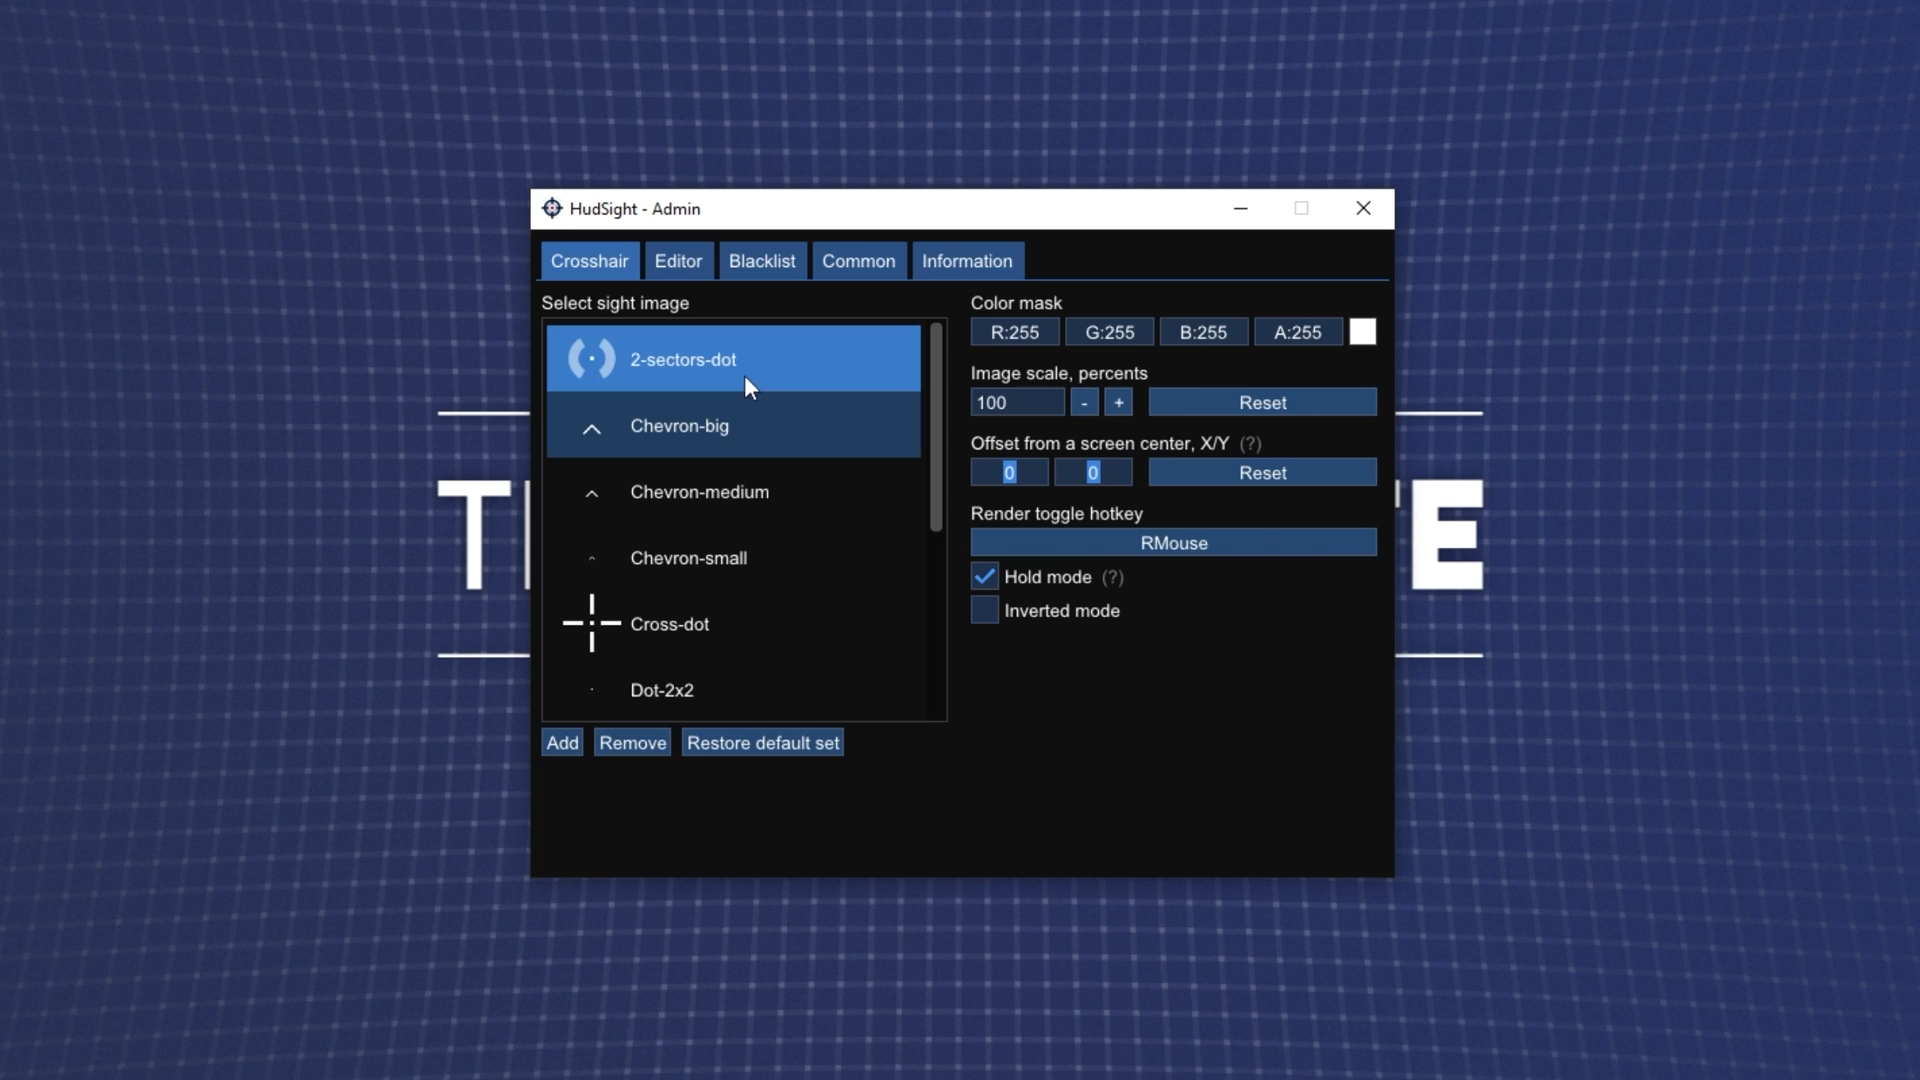 HudSight - Admin
Crosshair Editor Blacklist Common Information
Select sight image
2-sectors-dot
Chevron-big
Chevron-medium
Chevron-small
Cross-dot
Dot-2x2
Add Remove Restore default set
Color mask
R:255 G:255 B:255 A:255
Image scale, percents
100 - + Reset
Offset from a screen center, X/Y (?)
0 0 Reset
Render toggle hotkey
RMouse
Hold mode (?)
Inverted mode